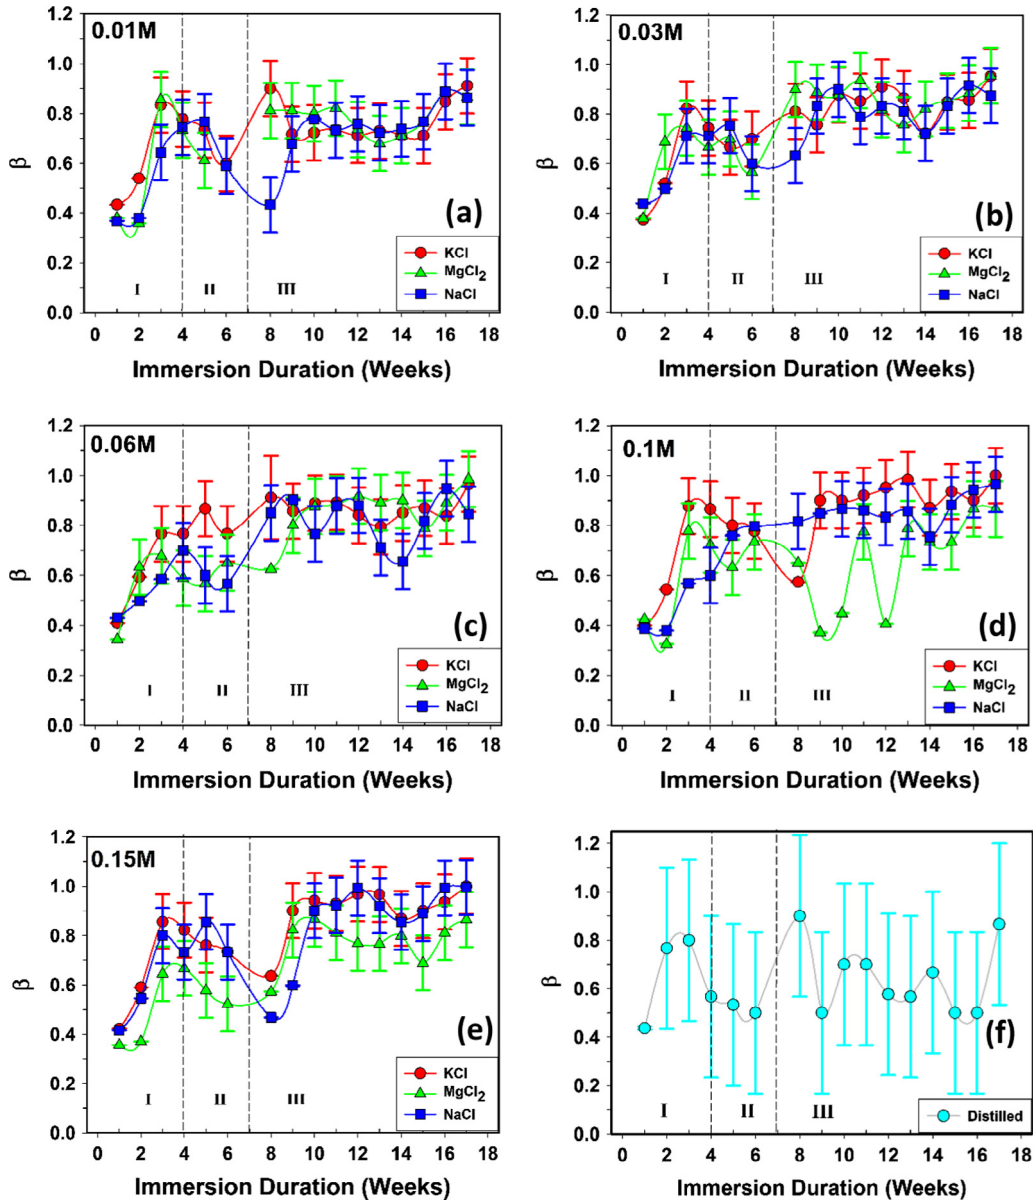 0.01M
1.2
1.0
0.8
0.6
0.4
0.2
0.0
β
(a)
KCl
MgCl₂
NaCl
I II III
0 2 4 6 8 10 12 14 16 18
Immersion Duration (Weeks)
0.03M
1.2
1.0
0.8
0.6
0.4
0.2
0.0
β
(b)
KCl
MgCl₂
NaCl
I II III
0 2 4 6 8 10 12 14 16 18
Immersion Duration (Weeks)
0.06M
1.2
1.0
0.8
0.6
0.4
0.2
0.0
β
(c)
KCl
MgCl₂
NaCl
I II III
0 2 4 6 8 10 12 14 16 18
Immersion Duration (Weeks)
0.1M
1.2
1.0
0.8
0.6
0.4
0.2
0.0
β
(d)
KCl
MgCl₂
NaCl
I II III
0 2 4 6 8 10 12 14 16 18
Immersion Duration (Weeks)
0.15M
1.2
1.0
0.8
0.6
0.4
0.2
0.0
β
(e)
KCl
MgCl₂
NaCl
I II III
0 2 4 6 8 10 12 14 16 18
Immersion Duration (Weeks)
1.2
1.0
0.8
0.6
0.4
0.2
0.0
β
(f)
I II III
Distilled
0 2 4 6 8 10 12 14 16 18
Immersion Duration (Weeks)